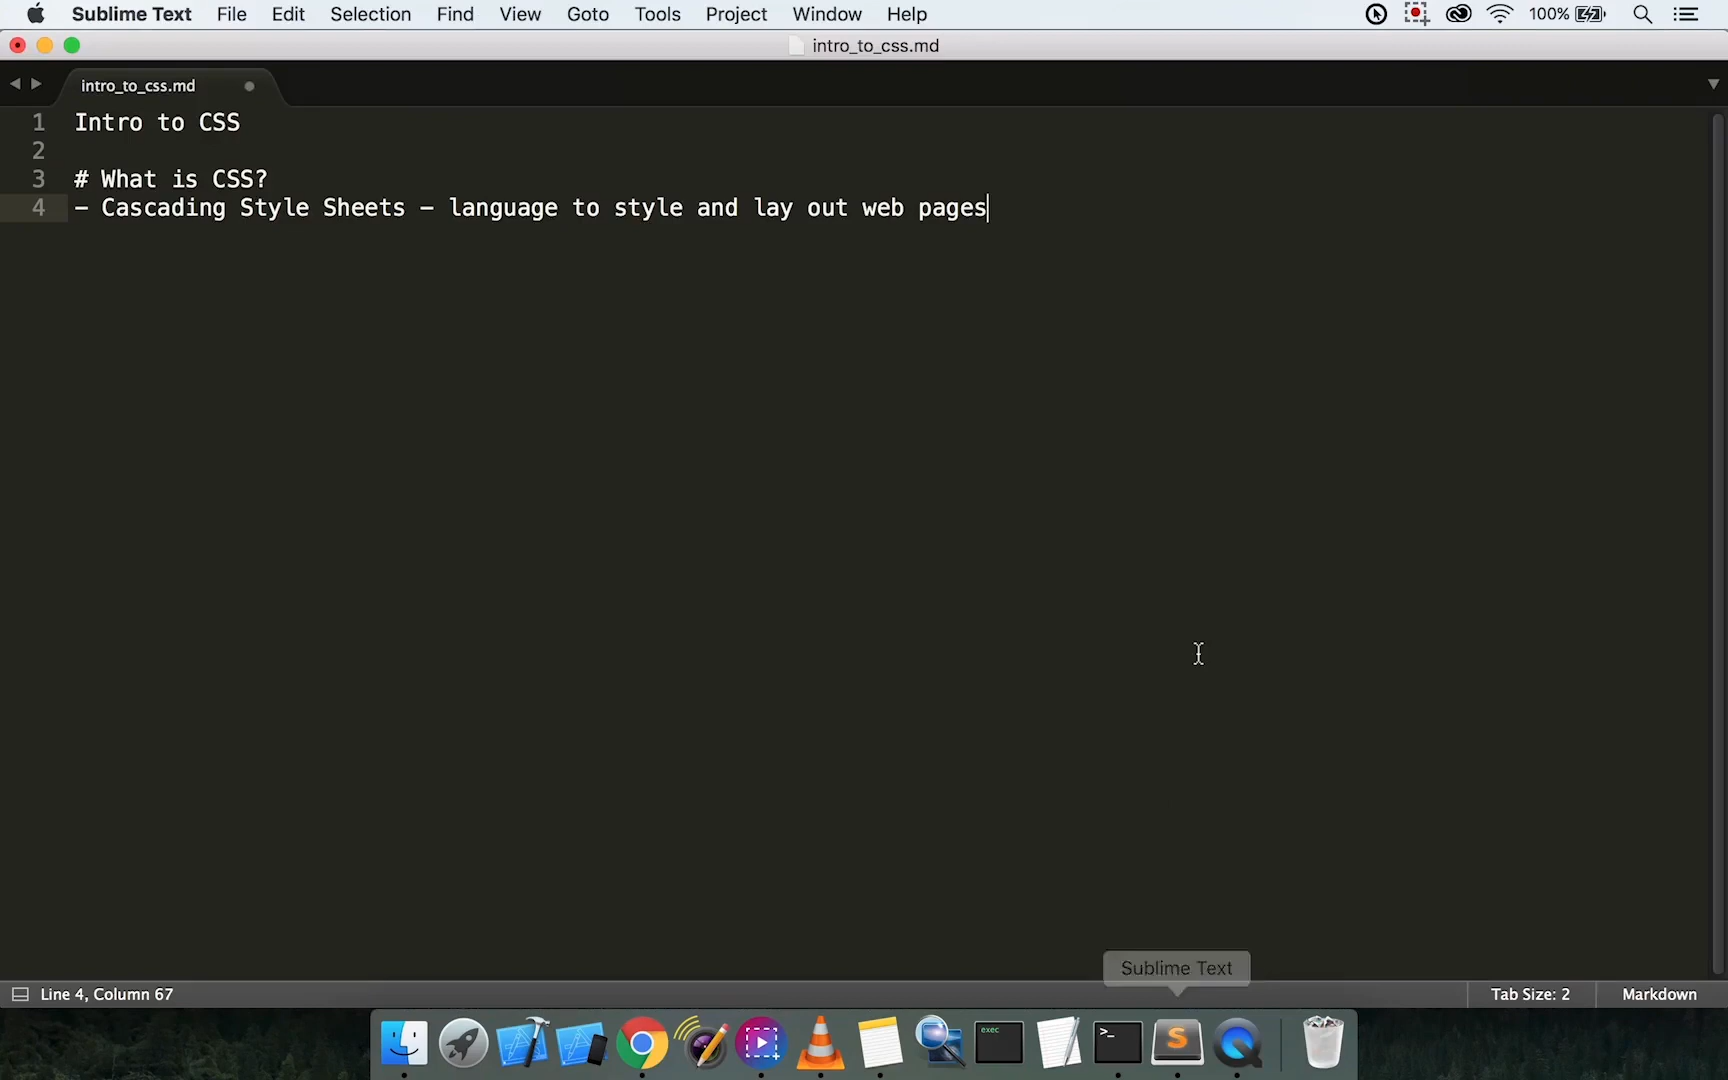 Sublime Text File Edit Selection Find View Goto Tools Project Window Help 100%
intro_to_css.md
intro_to_css.md
1 Intro to CSS
2
3 # What is CSS?
4 - Cascading Style Sheets - language to style and lay out web pages
Sublime Text
Line 4, Column 67 Tab Size: 2 Markdown
exec
>_
S